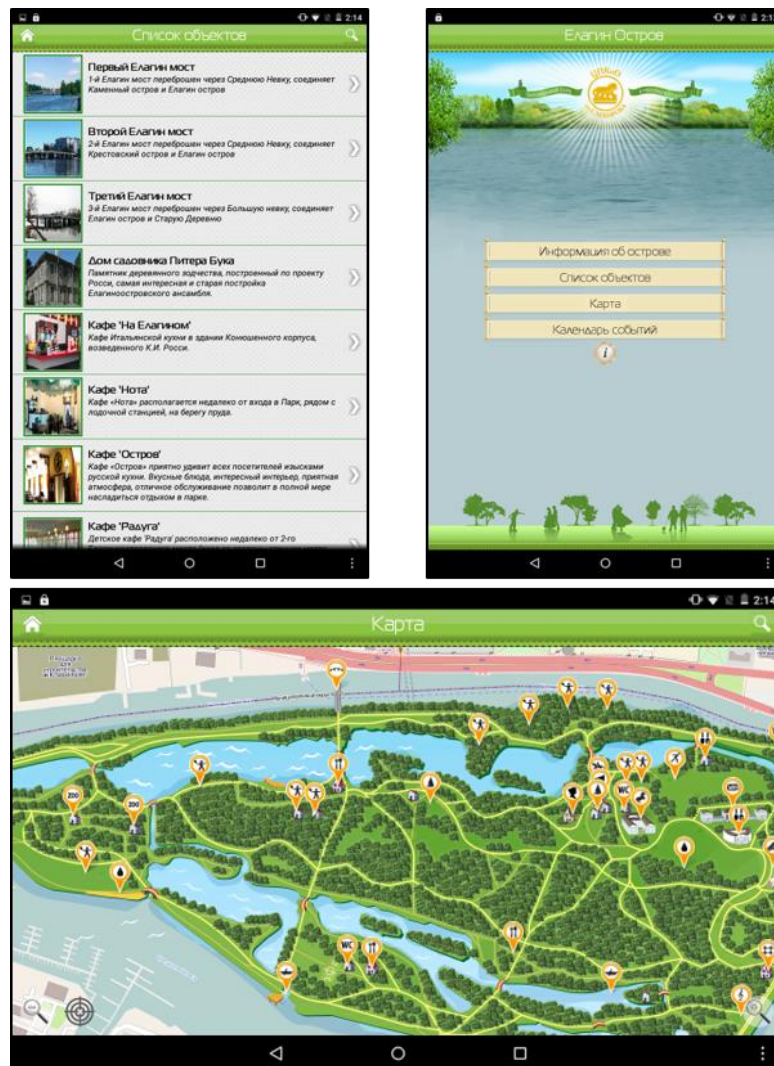 2:14
Список объектов
Первый Елагин мост
1-й Елагин мост переброшен через Среднюю Невку, соединяет
Каменный остров и Елагин остров
Второй Елагин мост
2-й Елагин мост переброшен через Среднюю Невку, соединяет
Крестовский остров и Елагин остров
Третий Елагин мост
3-й Елагин мост переброшен через Большую невку, соединяет
Елагин остров и Старую Деревню
Дом садовника Питера Бука
Памятник деревянного зодчества, построенный по проекту
Росси, самая интересная и старая постройка
Елагиноостровского ансамбля.
Кафе 'На Елагином'
Кафе Итальянской кухни в здании Конюшенного корпуса,
возведенного К.И. Росси.
Кафе 'Нота'
Кафе «Нота» располагается недалеко от входа в Парк, рядом с
лодочной станцией, на берегу пруда.
Кафе 'Остров'
Кафе «Остров» приятно удивит всех посетителей изысками
русской кухни. Вкусные блюда, интересный интерьер, приятная
атмосфера, отличное обслуживание позволит в полной мере
насладиться отдыхом в парке.
Кафе 'Радуга'
Детское кафе 'Радуга' расположено недалеко от 2-го
Елагин Остров
ЦПКиО
Информация об острове
Список объектов
Карта
Календарь событий
i
2:14
Карта
ZOO
ZOO
WC
WC